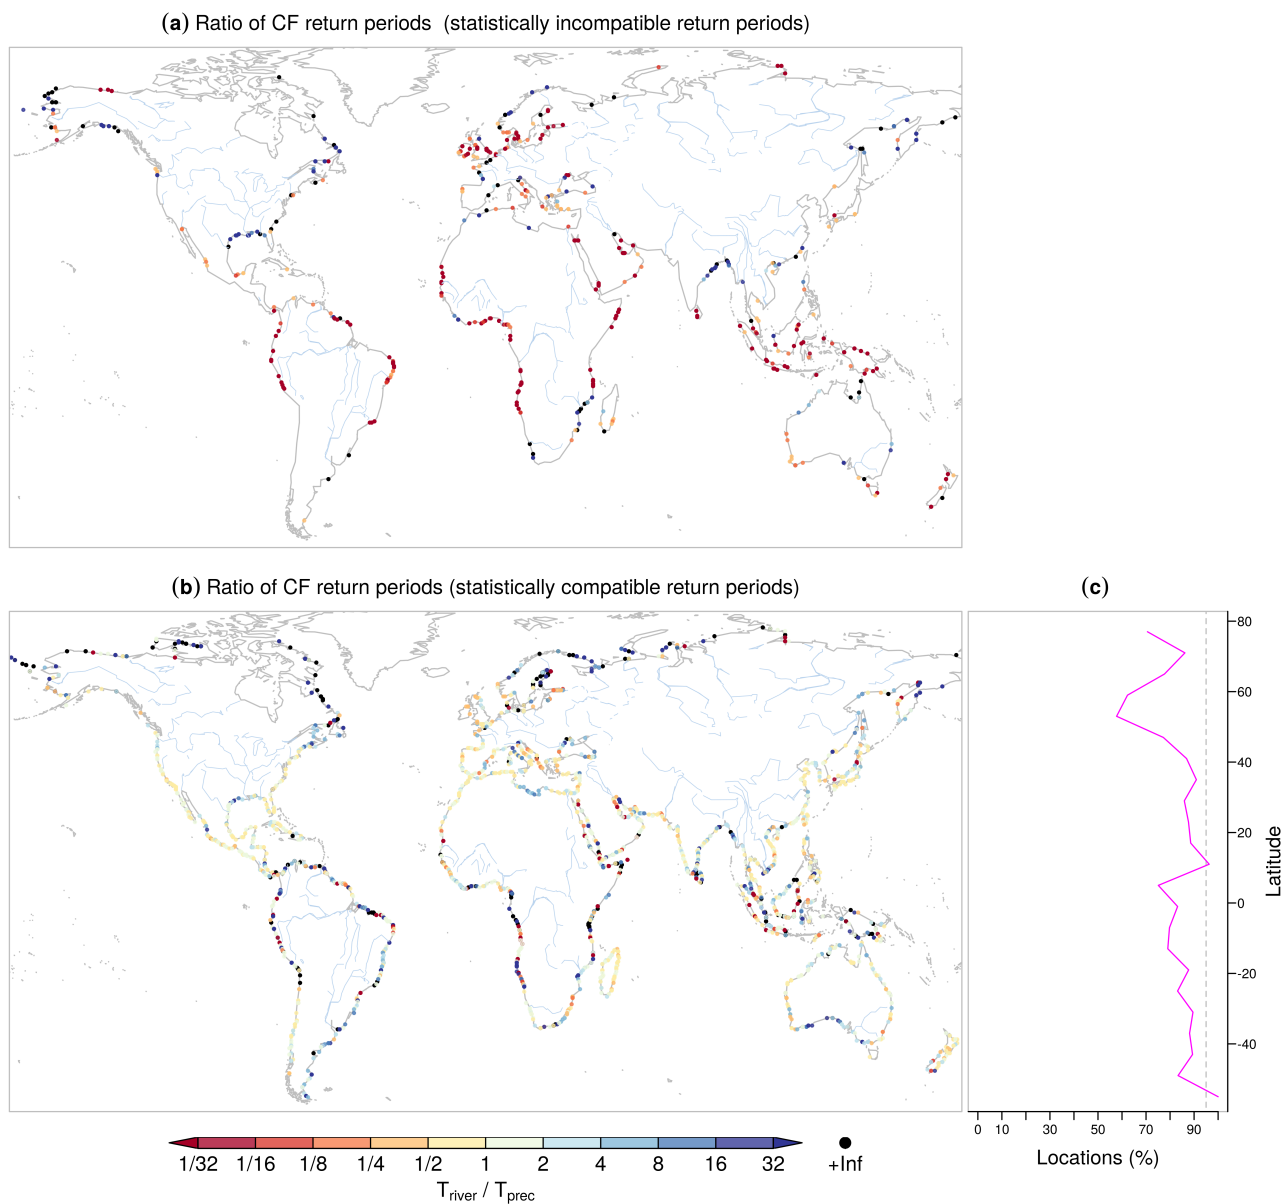 (a) Ratio of CF return periods (statistically incompatible return periods)
(b) Ratio of CF return periods (statistically compatible return periods)
(c)
80
60
40
20
0
-20
-40
Latitude
0 10 30 50 70 90
Locations (%)
1/32 1/16 1/8 1/4 1/2 1 2 4 8 16 32 +Inf
Triver / Tprec